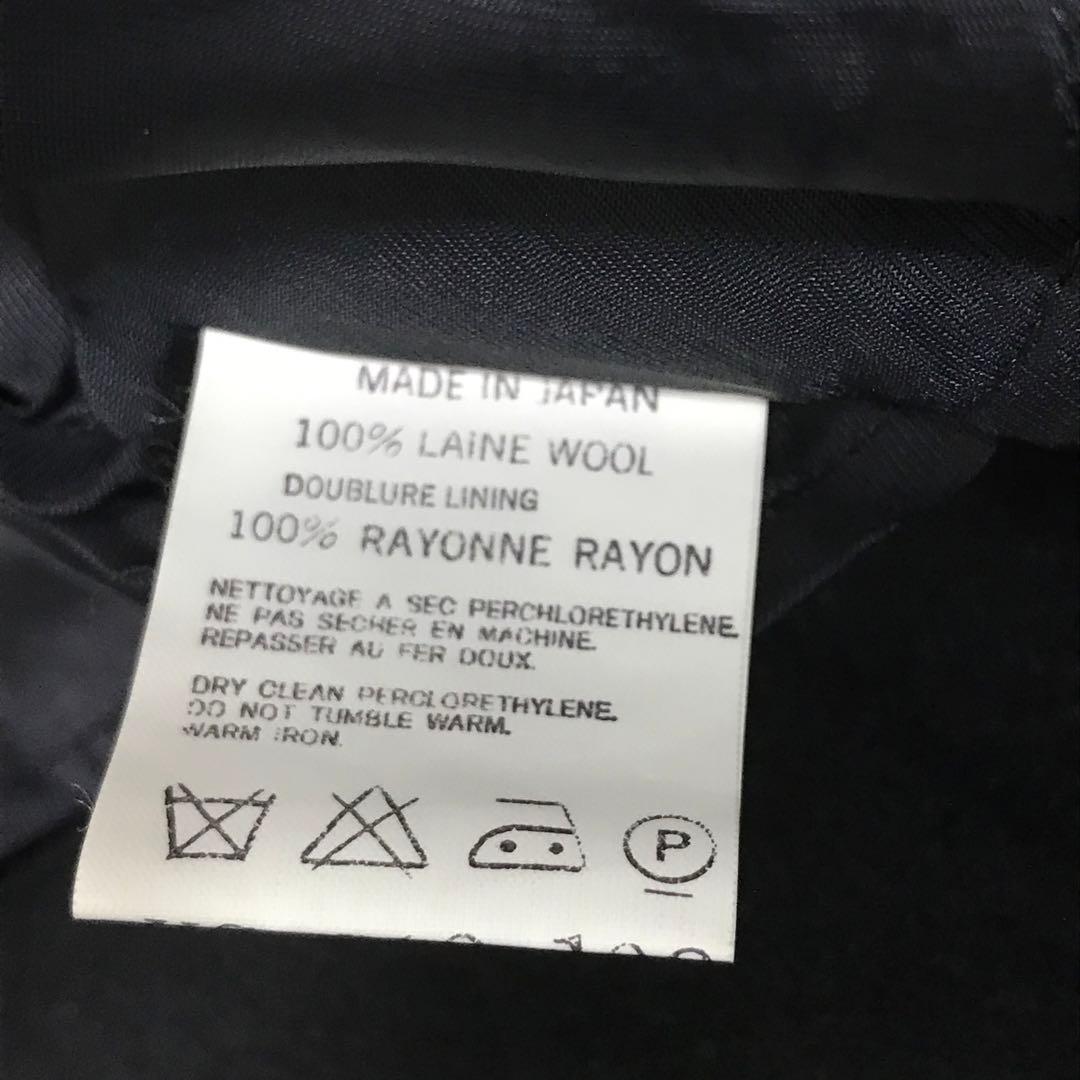 MADE IN JAPAN
100% LAiNE WOOL
DOUBLURE LINING
100% RAYONNE RAYON
NETTOYAGE A SEC PERCHLORETHYLENE.
NE PAS SECHER EN MACHINE.
REPASSER AU FER DOUX.
DRY CLEAN PERCLORETHYLENE.
DO NOT TUMBLE WARM.
WARM IRON.
P